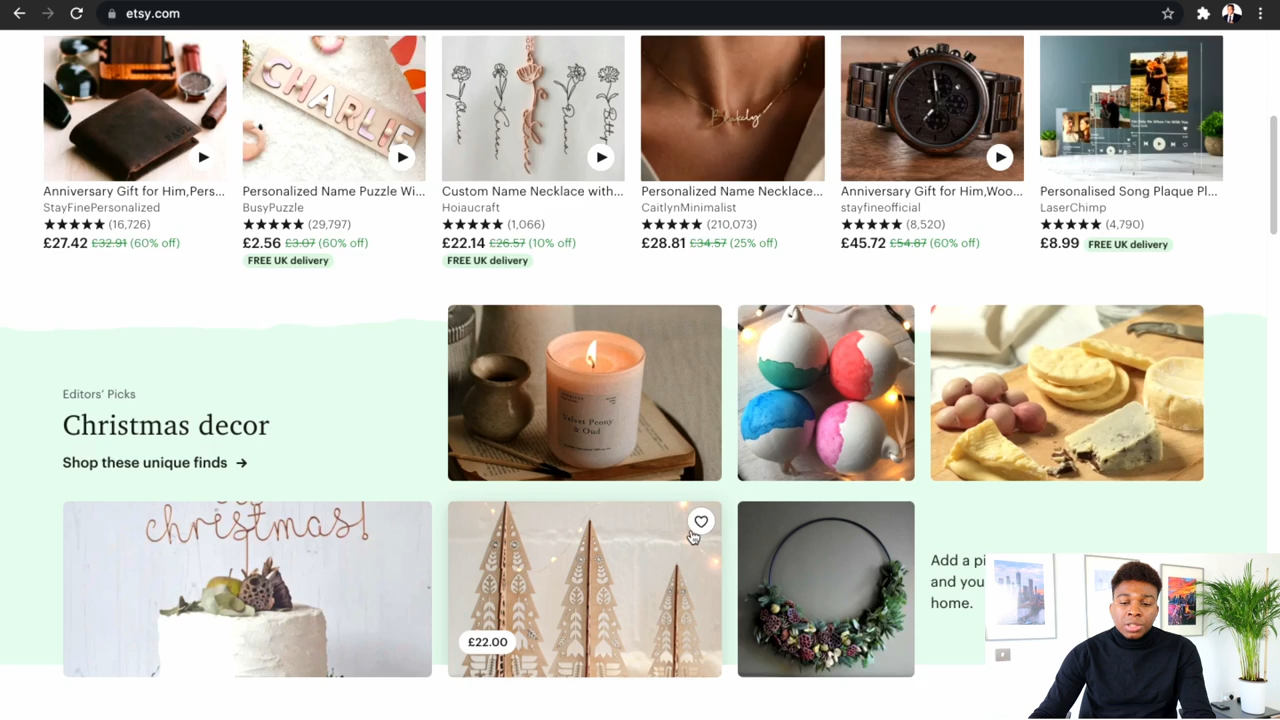 etsy.com
CHARLIE
Blakely
Anniversary Gift for Him,Pers...
StayFinePersonalized
★★★★★ (16,726)
£27.42 £32.91 (60% off)
Personalized Name Puzzle Wi...
BusyPuzzle
★★★★★ (29,797)
£2.56 £3.07 (60% off)
FREE UK delivery
Custom Name Necklace with...
Hoiaucraft
★★★★★ (1,066)
£22.14 £26.57 (10% off)
FREE UK delivery
Personalized Name Necklace...
CaitlynMinimalist
★★★★★ (210,073)
£28.81 £34.57 (25% off)
Anniversary Gift for Him,Woo...
stayfineofficial
★★★★★ (8,520)
£45.72 £54.87 (60% off)
Personalised Song Plaque Pl...
LaserChimp
★★★★★ (4,790)
£8.99 FREE UK delivery
Editors' Picks
Christmas decor
Shop these unique finds →
Velvet Peony
& Oud
christmas!
£22.00
Add a pi
and you
home.